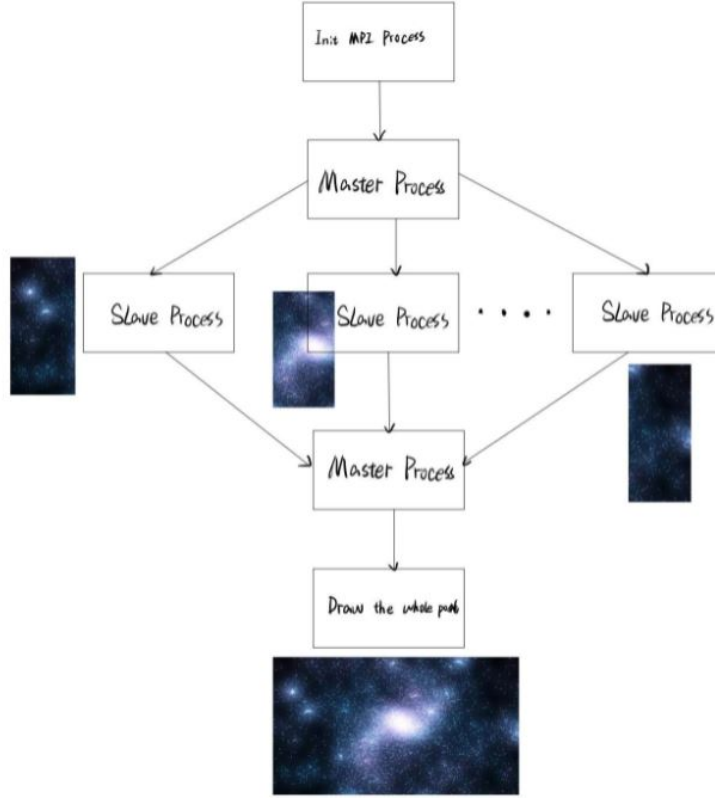 Init MPI Process
Master Process
Slave Process
Slave Process
Slave Process
Master Process
Draw the whole